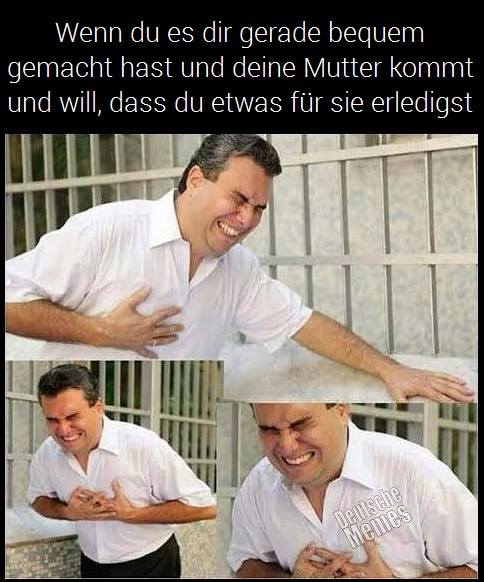 Wenn du es dir gerade bequem
gemacht hast und deine Mutter kommt
und will, dass du etwas für sie erledigst
Deutsche
Memes